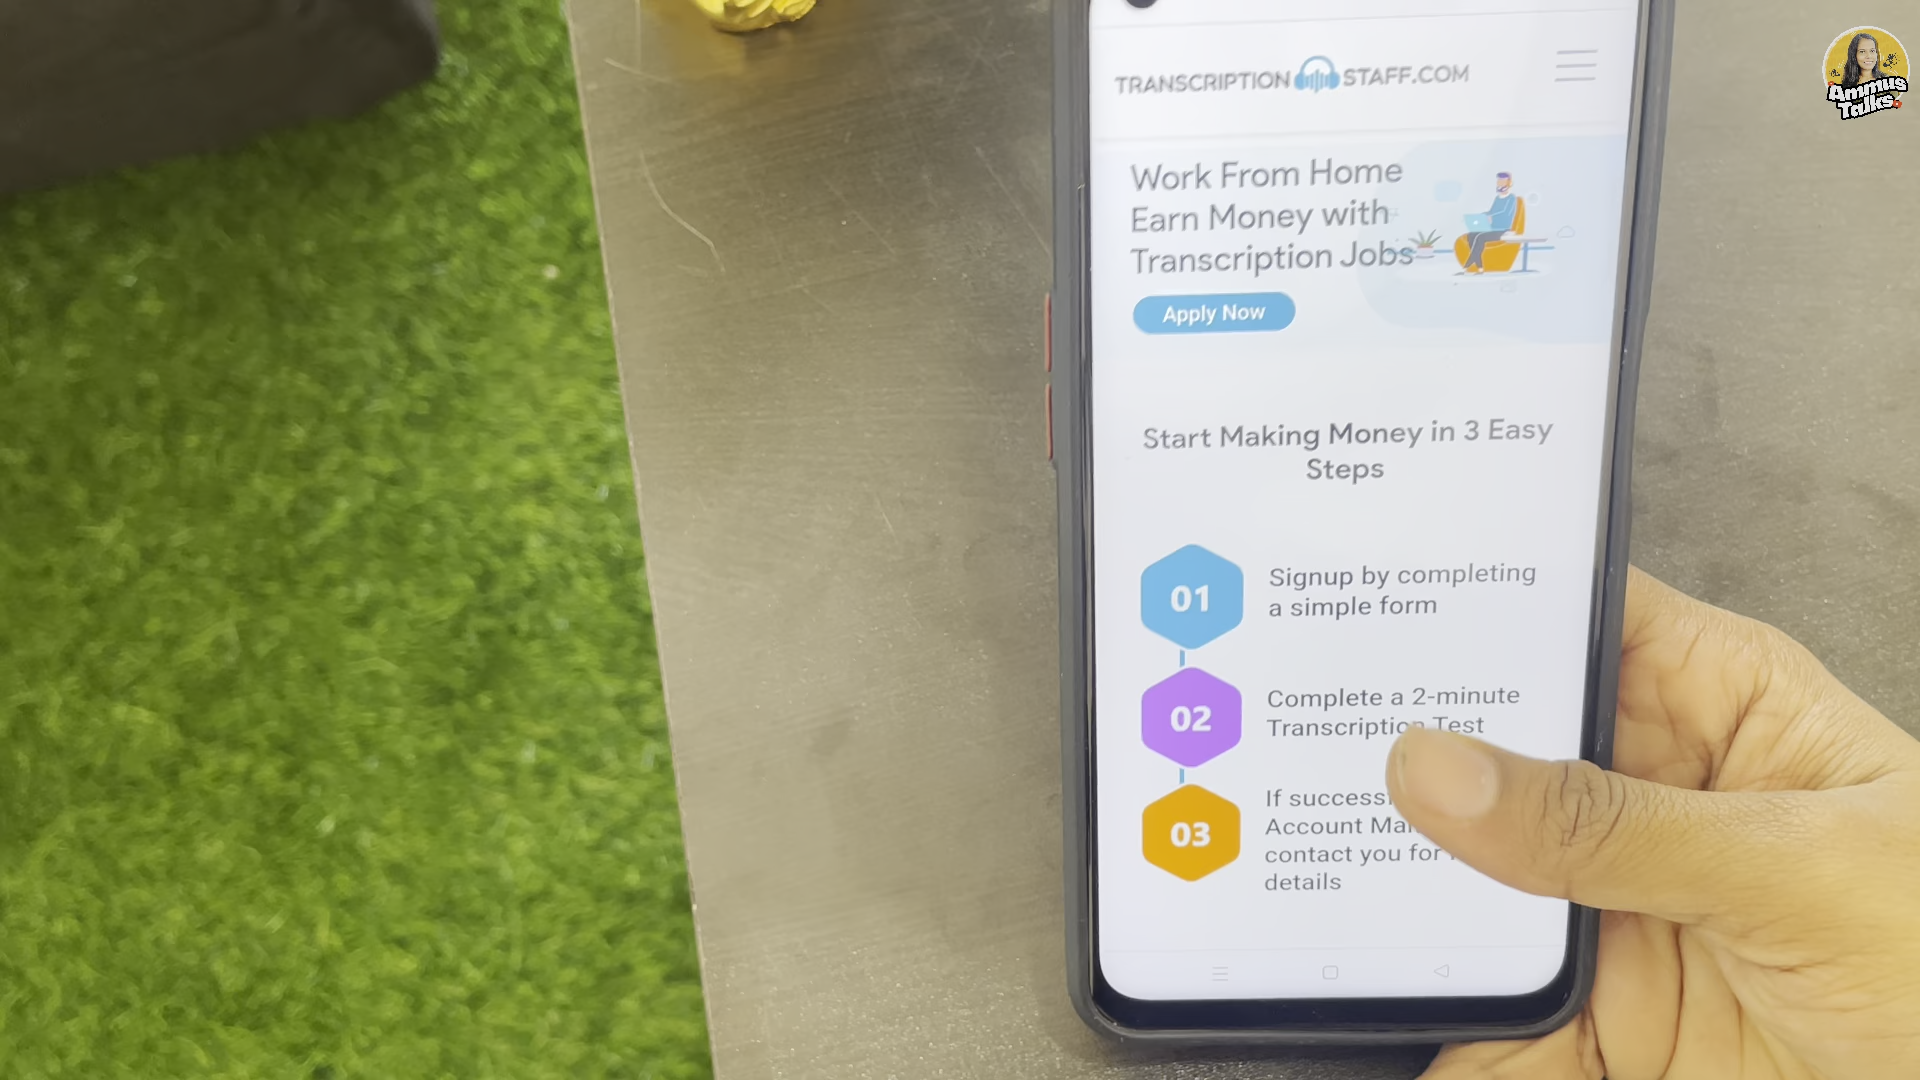 TRANSCRIPTION STAFF.COM
Ammus
Talks
Work From Home
Earn Money with
Transcription Jobs
Apply Now
Start Making Money in 3 Easy
Steps
01
Signup by completing
a simple form
02
Complete a 2-minute
Transcription Test
03
If
Account
contact you for
details